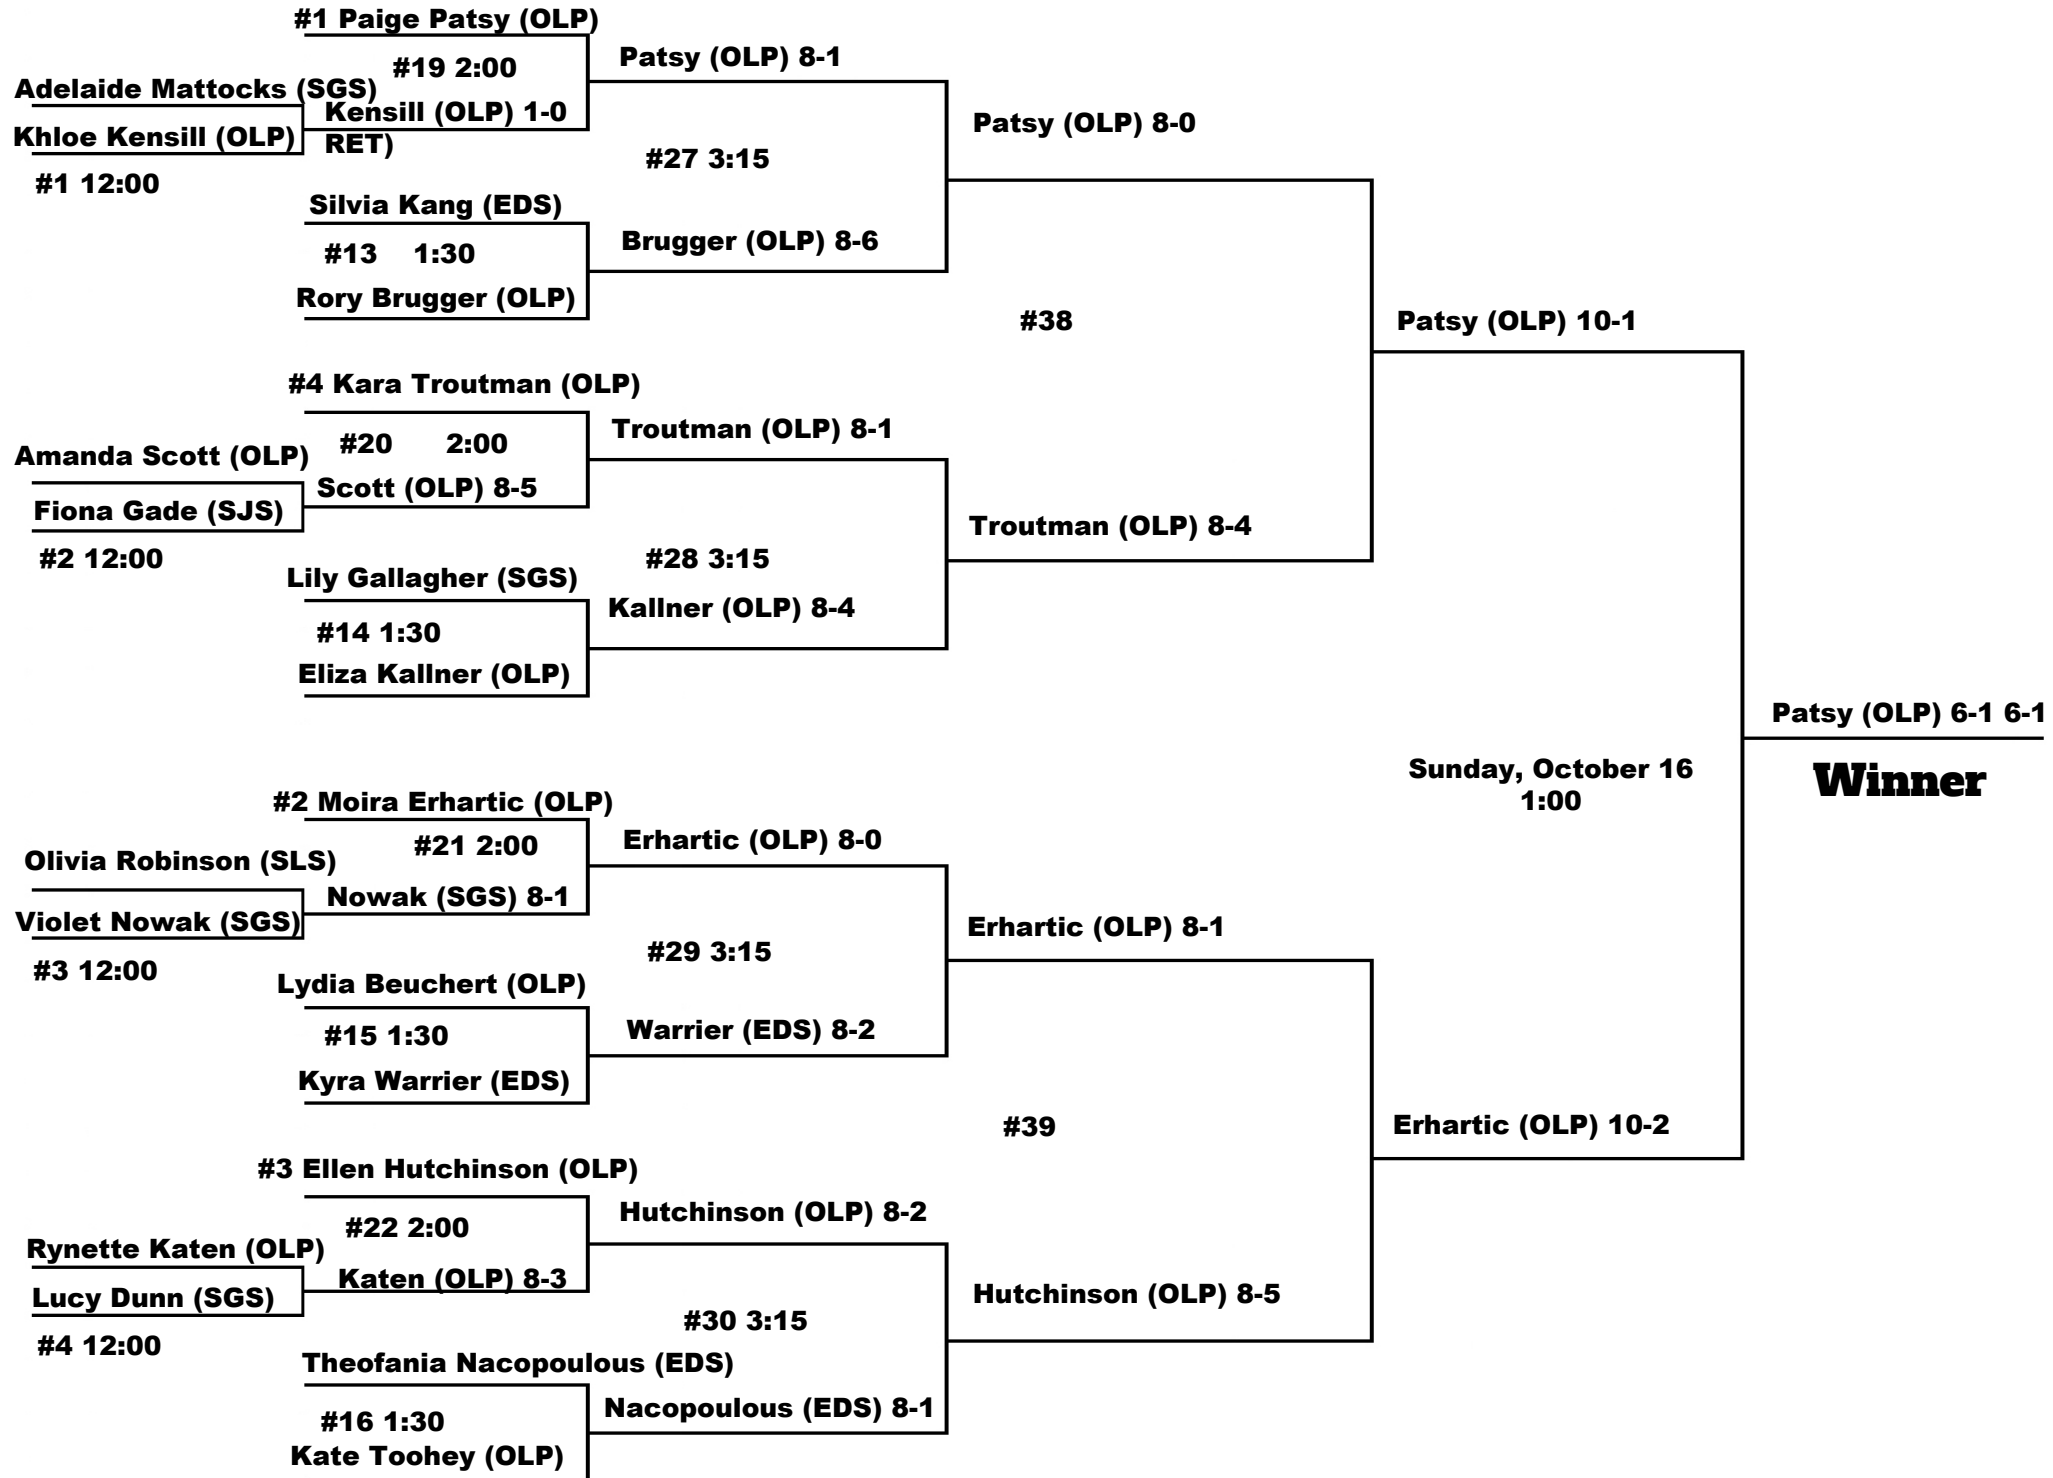 #1 Paige Patsy (OLP)
#19 2:00
Patsy (OLP) 8-1
Adelaide Mattocks (SGS)
Kensill (OLP) 1-0
RET)
Khloe Kensill (OLP)
#1 12:00
Patsy (OLP) 8-0
#27 3:15
Silvia Kang (EDS)
#13 1:30
Rory Brugger (OLP)
Brugger (OLP) 8-6
#38
Patsy (OLP) 10-1
#4 Kara Troutman (OLP)
#20 2:00
Troutman (OLP) 8-1
Amanda Scott (OLP)
Scott (OLP) 8-5
Fiona Gade (SJS)
#2 12:00
Troutman (OLP) 8-4
#28 3:15
Lily Gallagher (SGS)
Kallner (OLP) 8-4
#14 1:30
Eliza Kallner (OLP)
Patsy (OLP) 6-1 6-1
Winner
Sunday, October 16
1:00
#2 Moira Erhartic (OLP)
#21 2:00
Erhartic (OLP) 8-0
Olivia Robinson (SLS)
Nowak (SGS) 8-1
Violet Nowak (SGS)
#3 12:00
Erhartic (OLP) 8-1
#29 3:15
Lydia Beuchert (OLP)
#15 1:30
Warrier (EDS) 8-2
Kyra Warrier (EDS)
#39
Erhartic (OLP) 10-2
#3 Ellen Hutchinson (OLP)
#22 2:00
Hutchinson (OLP) 8-2
Rynette Katen (OLP)
Katen (OLP) 8-3
Lucy Dunn (SGS)
#4 12:00
Hutchinson (OLP) 8-5
#30 3:15
Theofania Nacopoulous (EDS)
Nacopoulous (EDS) 8-1
#16 1:30
Kate Toohey (OLP)